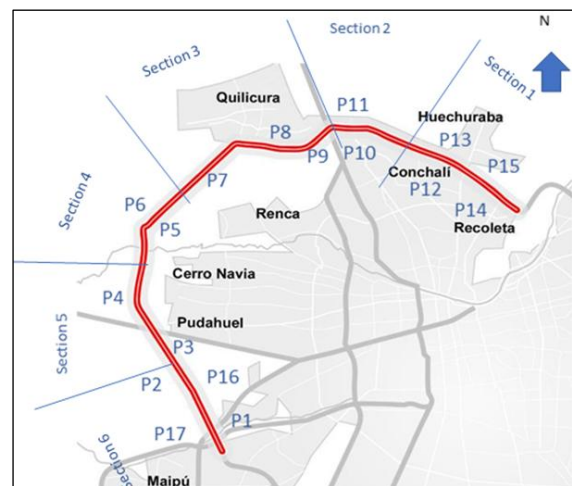 N
Section 2
Section 3
Section 1
Quilicura
P11
Huechuraba
P8
P13
P9
P10
P15
Conchalí
P7
P12
Section 4
P6
P14
Renca
P5
Recoleta
Cerro Navia
P4
Pudahuel
Section 5
P3
P2
P16
P1
P17
Section 6
Maipú